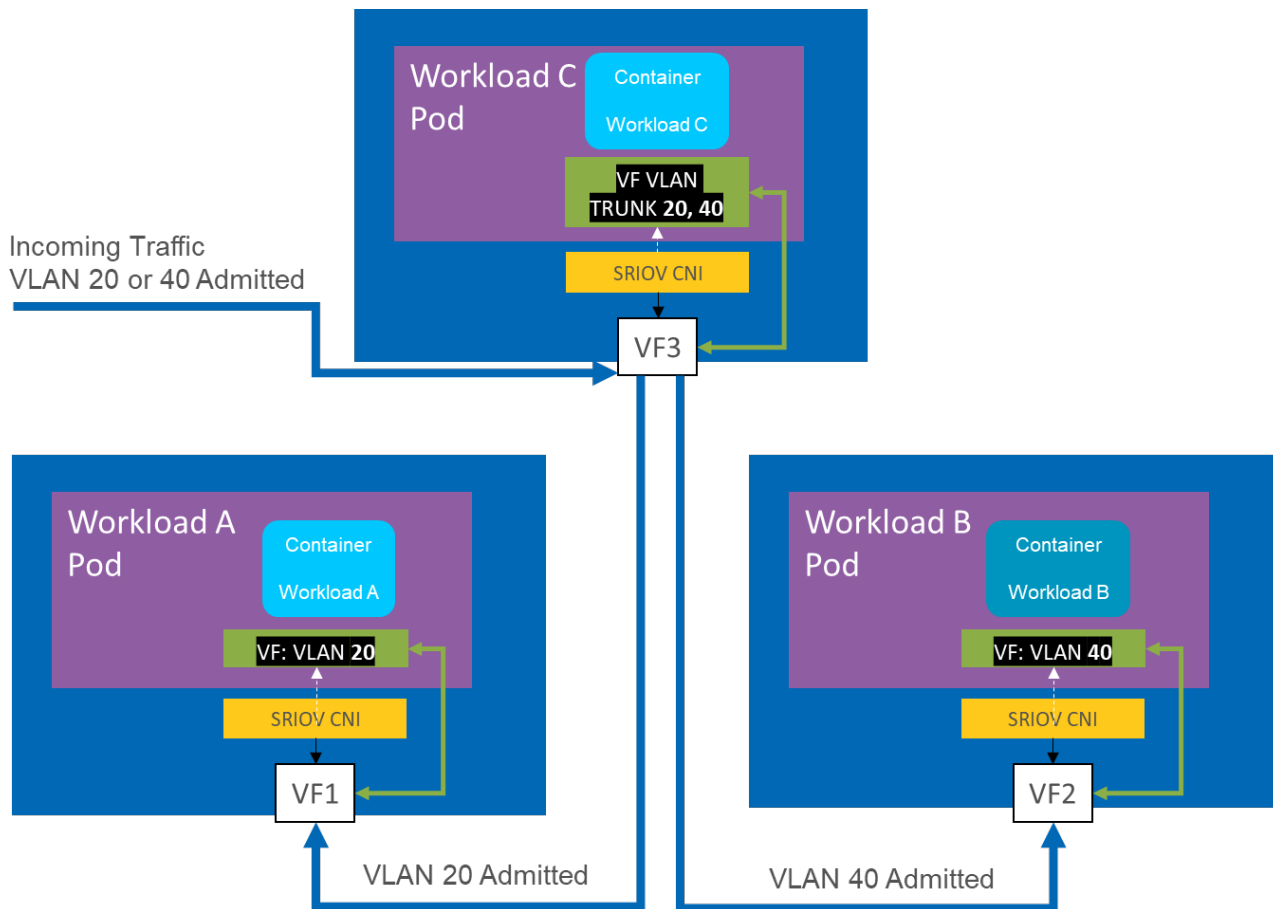 Workload C
Pod
Container
Workload C
VF VLAN
TRUNK 20, 40
SRIOV CNI
VF3
Incoming Traffic
VLAN 20 or 40 Admitted
Workload A
Pod
Container
Workload A
VF: VLAN 20
SRIOV CNI
VF1
VLAN 20 Admitted
Workload B
Pod
Container
Workload B
VF: VLAN 40
SRIOV CNI
VF2
VLAN 40 Admitted